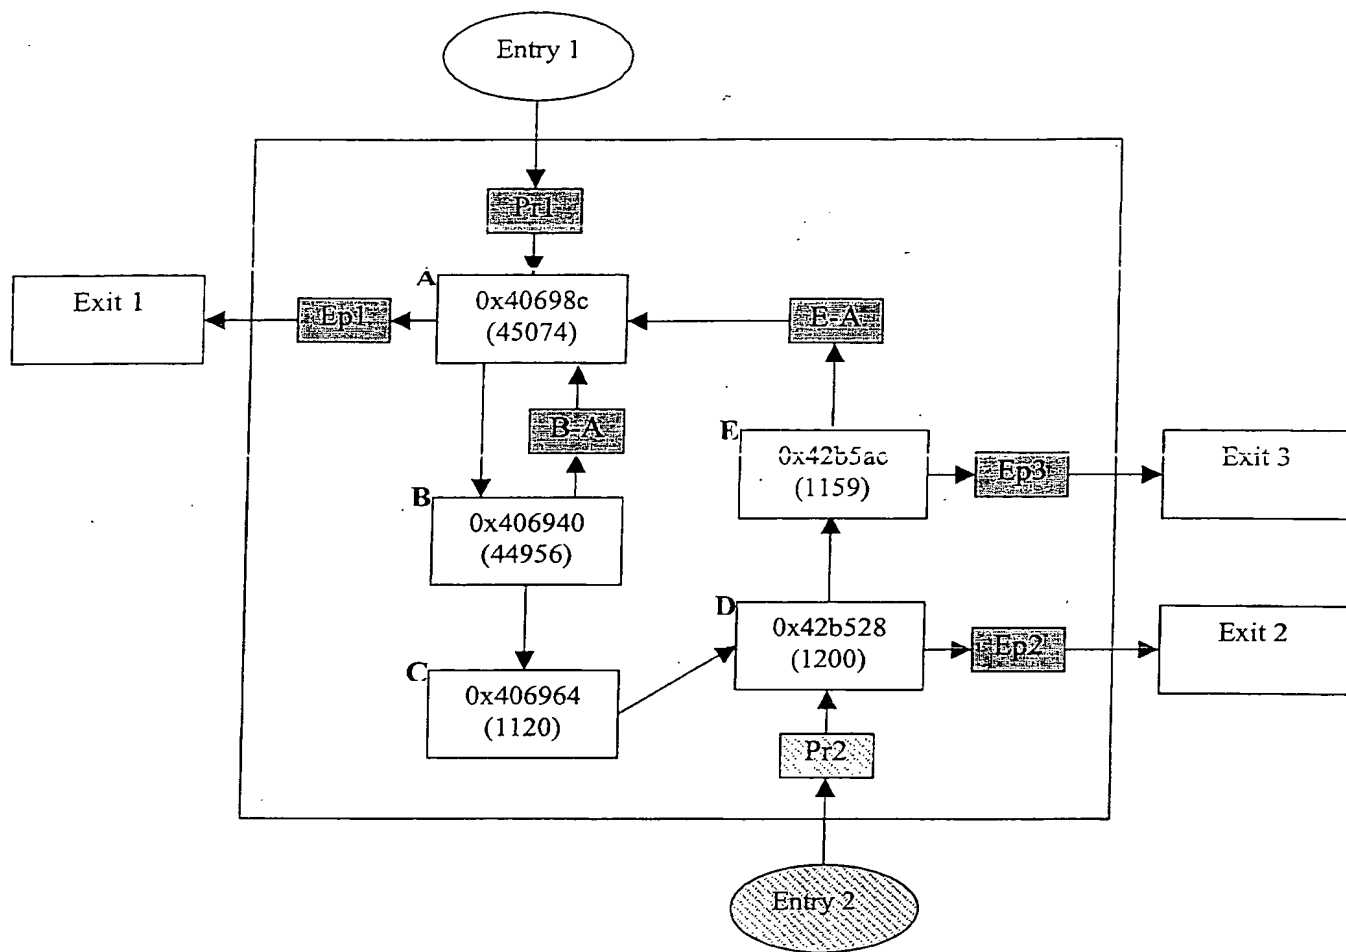 Entry 1
Pr1
A
0x40698c
(45074)
Exit 1
Ep1
E-A
B-A
E
0x42b5ac
(1159)
Ep3
Exit 3
B
0x406940
(44956)
D
0x42b528
(1200)
Ep2
Exit 2
C
0x406964
(1120)
Pr2
Entry 2